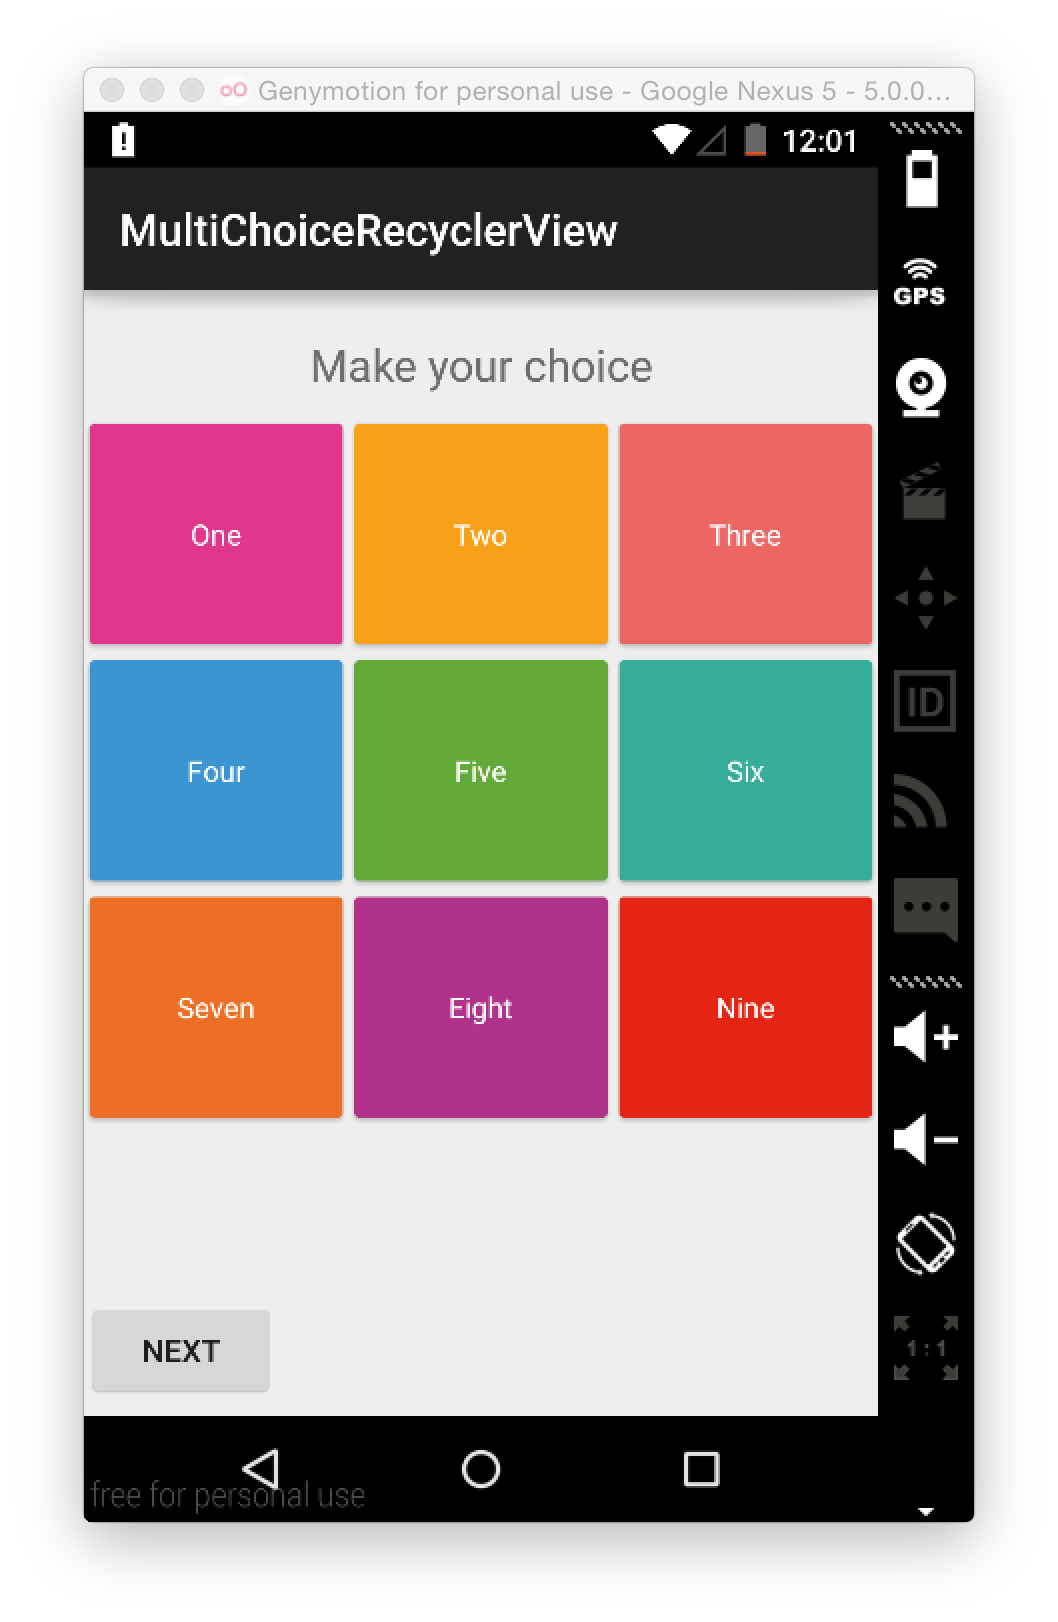 Genymotion for personal use - Google Nexus 5 - 5.0.0...
12:01
MultiChoiceRecyclerView
GPS
Make your choice
One Two Three
Four Five Six
ID
Seven Eight Nine
NEXT
1 : 1
free for personal use